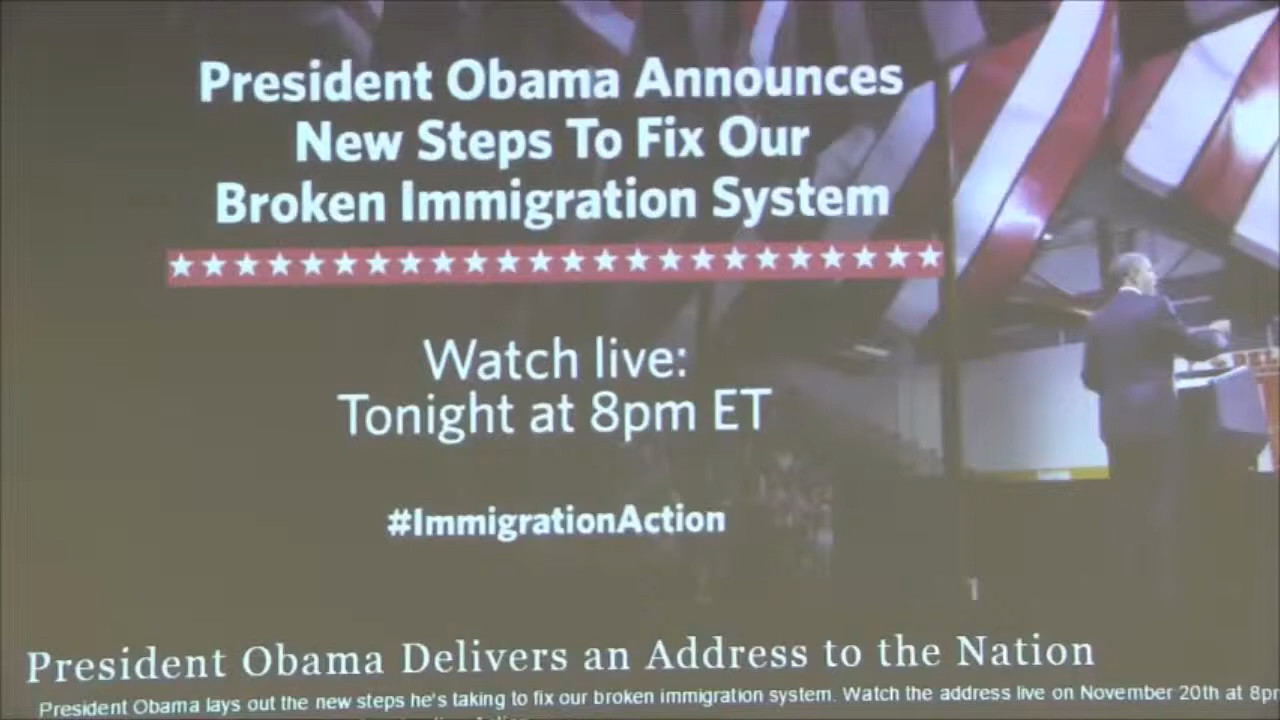 President Obama Announces
New Steps To Fix Our
Broken Immigration System
Watch live:
Tonight at 8pm ET
#ImmigrationAction
President Obama Delivers an Address to the Nation
President Obama lays out the new steps he's taking to fix our broken immigration system. Watch the address live on November 20th at 8pm